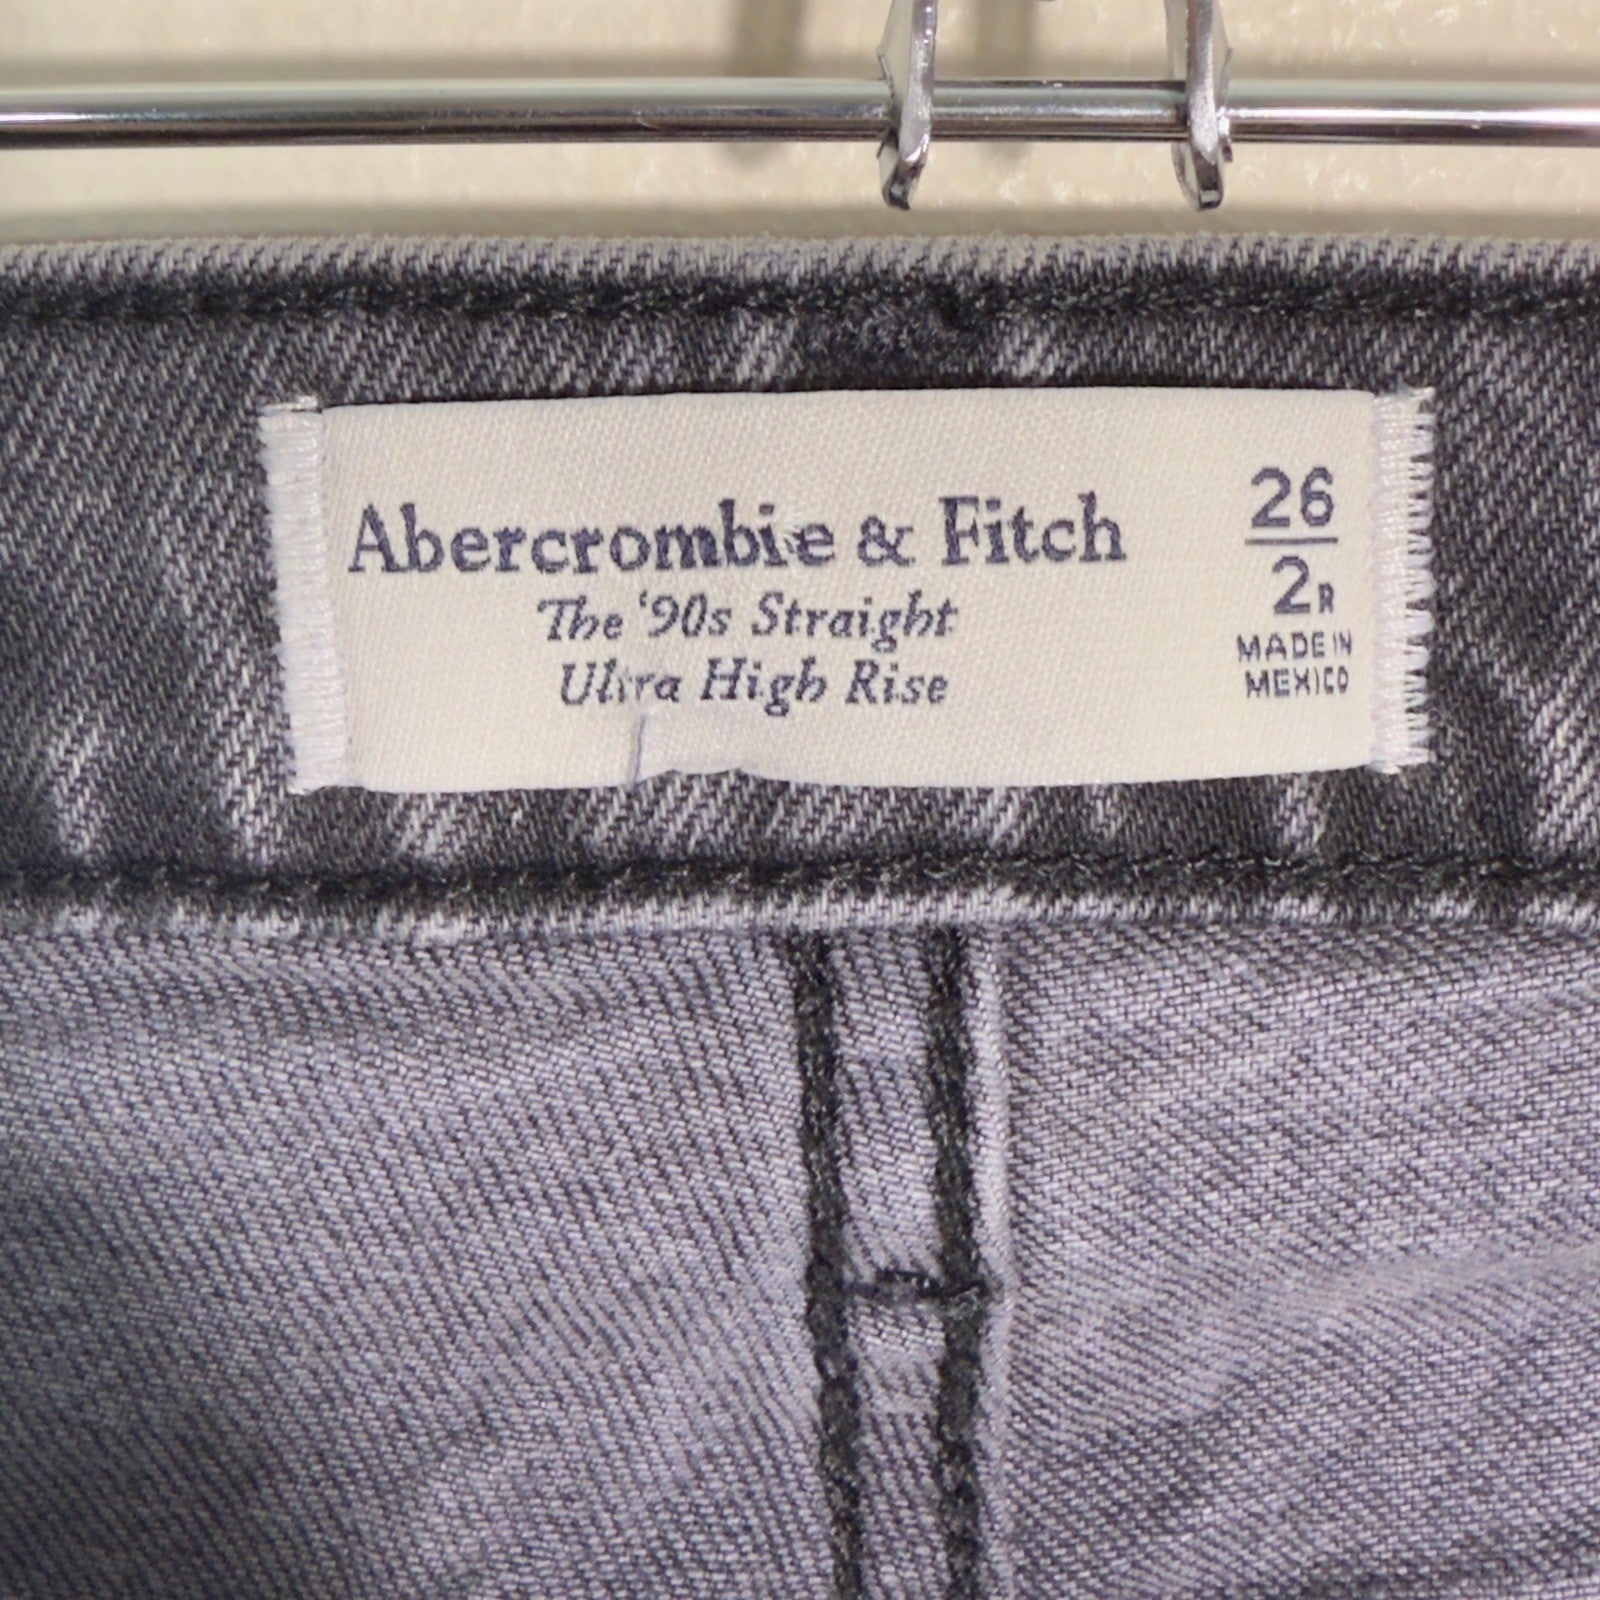 Abercrombie & Fitch
The ‘90s Straight
Ultra High Rise
26
2R
MADE IN
MEXICO